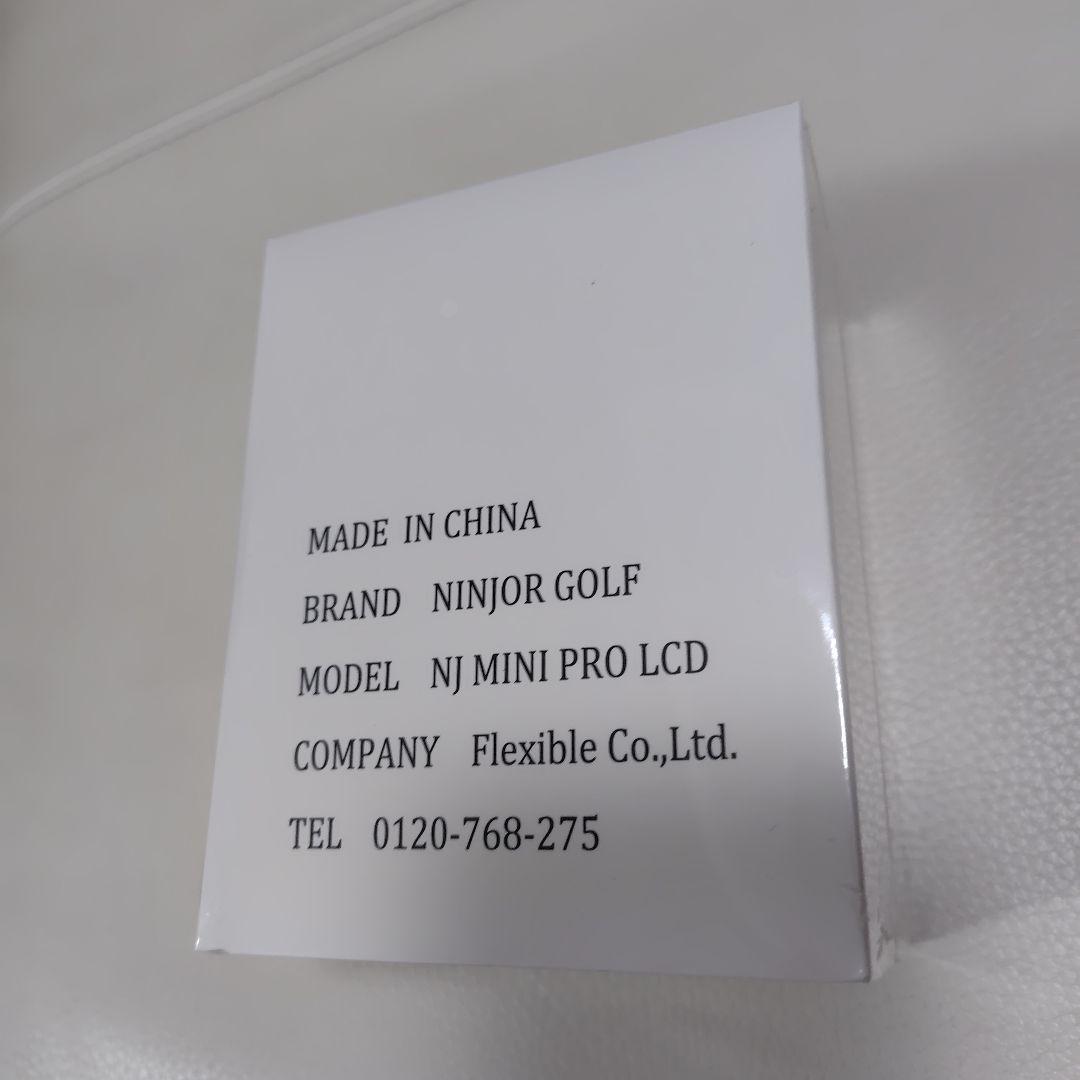 MADE IN CHINA
BRAND NINJOR GOLF
MODEL NJ MINI PRO LCD
COMPANY Flexible Co.,Ltd.
TEL 0120-768-275